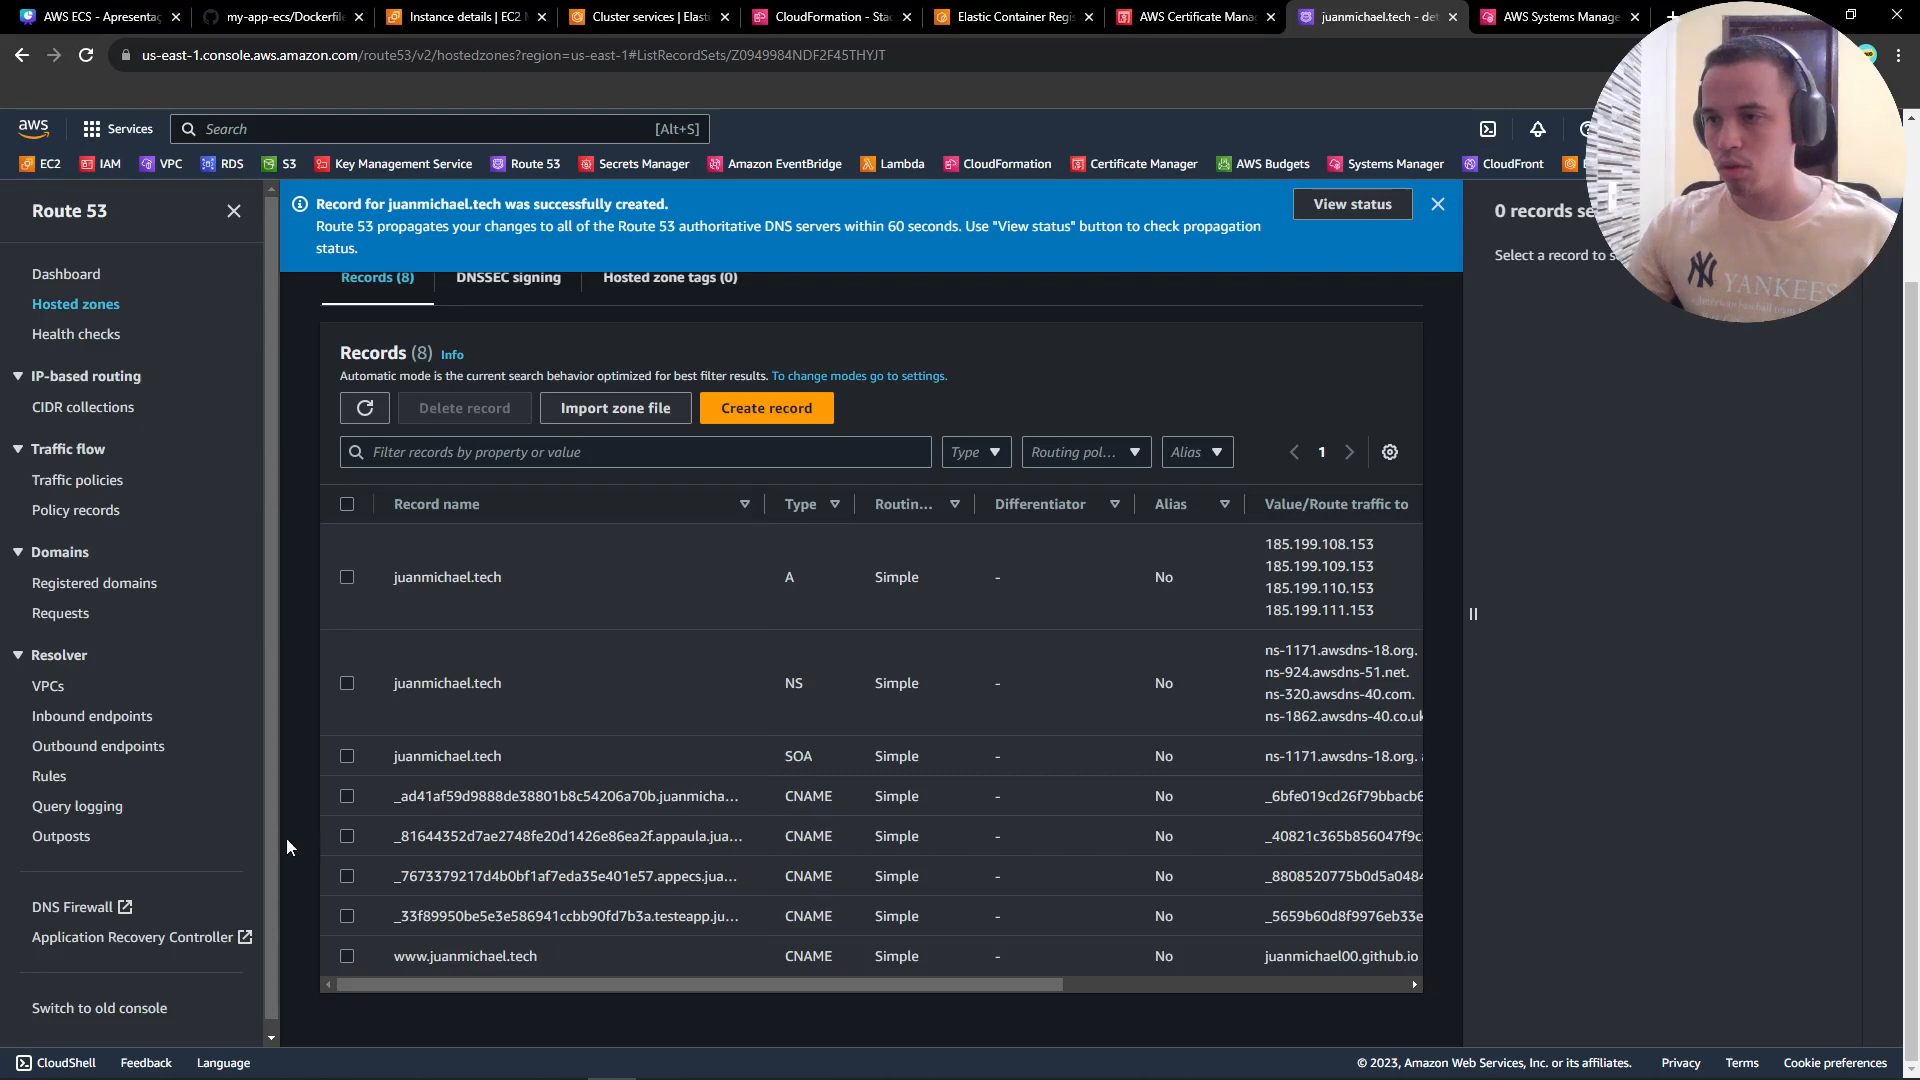 AWS ECS - Apresentaç
my-app-ecs/Dockerfile
Instance details | EC2
Cluster services | Elasti
CloudFormation - Stac
Elastic Container Regis
AWS Certificate Mana
juanmichael.tech - det
AWS Systems Manage
us-east-1.console.aws.amazon.com/route53/v2/hostedzones?region=us-east-1#ListRecordSets/Z0949984NDF2F45THYJT
aws
Services
Search
[Alt+S]
EC2
IAM
VPC
RDS
S3
Key Management Service
Route 53
Secrets Manager
Amazon EventBridge
Lambda
CloudFormation
Certificate Manager
AWS Budgets
Systems Manager
CloudFront
Route 53
Dashboard
Hosted zones
Health checks
IP-based routing
CIDR collections
Traffic flow
Traffic policies
Policy records
Domains
Registered domains
Requests
Resolver
VPCs
Inbound endpoints
Outbound endpoints
Rules
Query logging
Outposts
DNS Firewall
Application Recovery Controller
Switch to old console
Record for juanmichael.tech was successfully created.
Route 53 propagates your changes to all of the Route 53 authoritative DNS servers within 60 seconds. Use "View status" button to check propagation
status.
View status
Records (8)
DNSSEC signing
Hosted zone tags (0)
Records (8) Info
Automatic mode is the current search behavior optimized for best filter results. To change modes go to settings.
Delete record
Import zone file
Create record
Filter records by property or value
Type
Routing pol...
Alias
1
Record name
Type
Routin...
Differentiator
Alias
Value/Route traffic to
juanmichael.tech
A
Simple
-
No
185.199.108.153
185.199.109.153
185.199.110.153
185.199.111.153
juanmichael.tech
NS
Simple
-
No
ns-1171.awsdns-18.org.
ns-924.awsdns-51.net.
ns-320.awsdns-40.com.
ns-1862.awsdns-40.co.uk
juanmichael.tech
SOA
Simple
-
No
ns-1171.awsdns-18.org.
_ad41af59d9888de38801b8c54206a70b.juanmicha...
CNAME
Simple
-
No
_6bfe019cd26f79bbacb6
_81644352d7ae2748fe20d1426e86ea2f.appaula.jua...
CNAME
Simple
-
No
_40821c365b856047f9c
_7673379217d4b0bf1af7eda35e401e57.appecs.jua...
CNAME
Simple
-
No
_8808520775b0d5a0484
_33f89950be5e3e586941ccbb90fd7b3a.testeapp.ju...
CNAME
Simple
-
No
_5659b60d8f9976eb33e
www.juanmichael.tech
CNAME
Simple
-
No
juanmichael00.github.io
0 records se
Select a record to s
NY YANKEES
CloudShell
Feedback
Language
© 2023, Amazon Web Services, Inc. or its affiliates.
Privacy
Terms
Cookie preferences